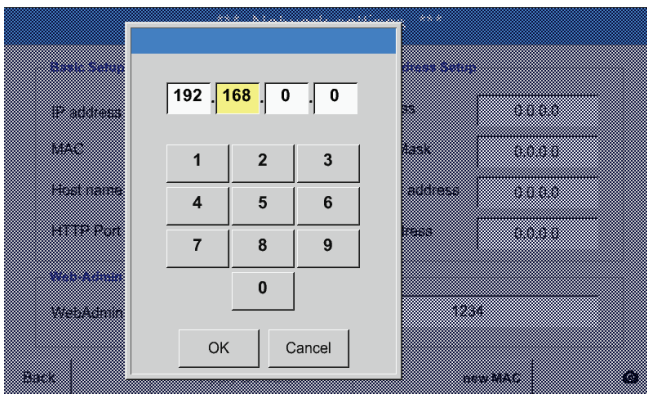 *** Network settings ***
Basic Setup
dress Setup
IP address
ss
0.0.0.0
MAC
Mask
0.0.0.0
Host name
address
0.0.0.0
HTTP Port
ress
0.0.0.0
Web-Admin
WebAdmin
1234
192 . 168 . 0 . 0
1 2 3
4 5 6
7 8 9
0
OK Cancel
Back
new MAC